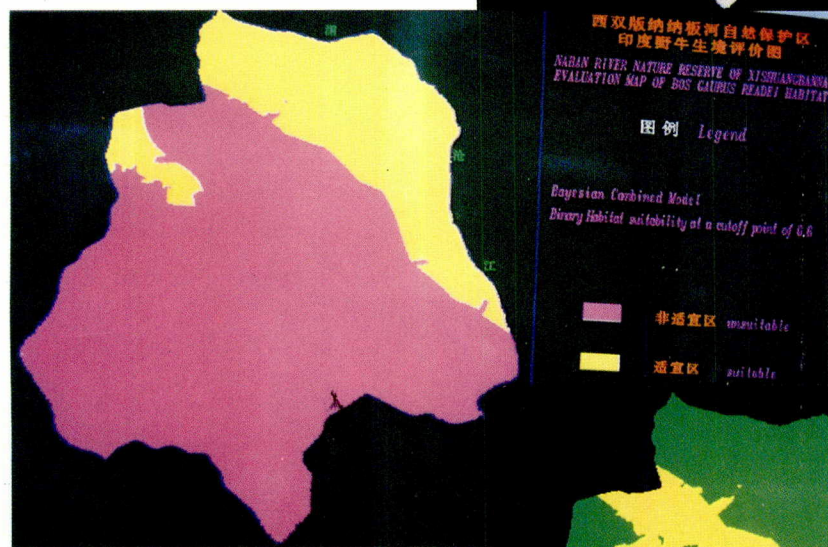 西双版纳纳板河自然保护区
印度野牛生境评价图
NABAN RIVER NATURE RESERVE OF XISHUANGBANNA
EVALUATION MAP OF BOS GAURUS READEI HABITAT
图例 Legend
Bayesian Combined Model
Binary Habitat suitability at a cutoff point of 0.6
非适宜区 unsuitable
适宜区 suitable
澜
沧
江